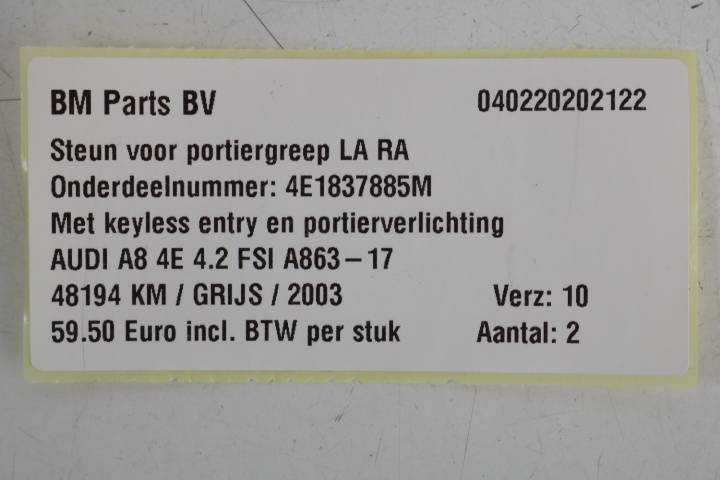 BM Parts BV 040220202122
Steun voor portiergreep LA RA
Onderdeelnummer: 4E1837885M
Met keyless entry en portierverlichting
AUDI A8 4E 4.2 FSI A863-17
48194 KM / GRIJS / 2003 Verz: 10
59.50 Euro incl. BTW per stuk Aantal: 2